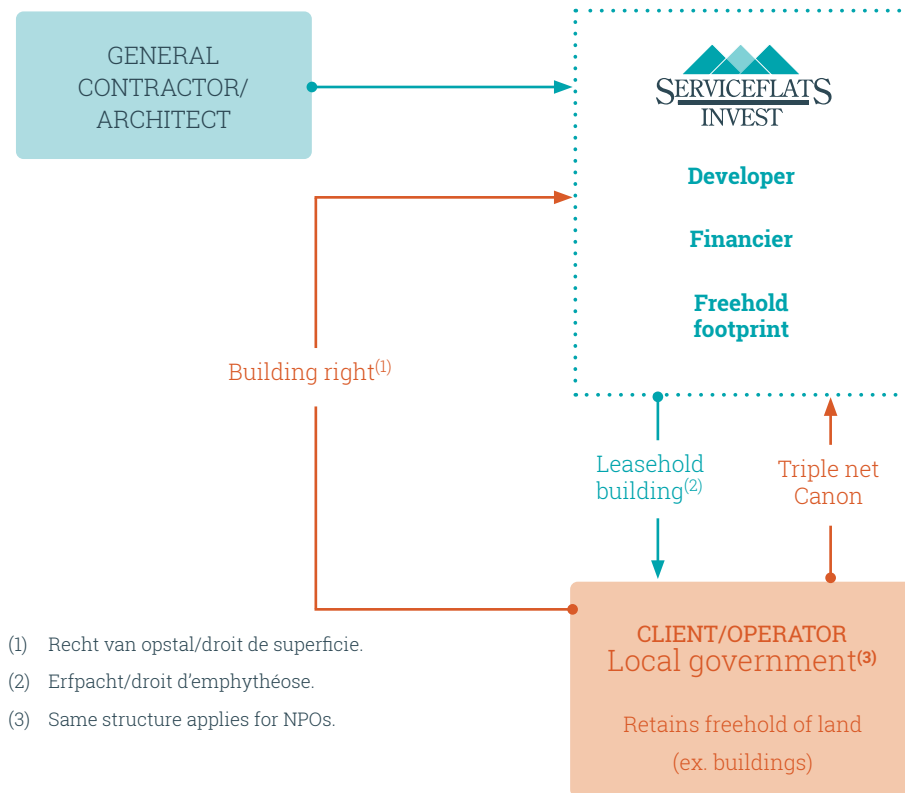 GENERAL
CONTRACTOR/
ARCHITECT
SERVICEFLATS
INVEST
Developer
Financier
Freehold
footprint
Building right(1)
Leasehold
building(2)
Triple net
Canon
CLIENT/OPERATOR
Local government(3)
Retains freehold of land
(ex. buildings)
(1) Recht van opstal/droit de superficie.
(2) Erfpacht/droit d'emphythéose.
(3) Same structure applies for NPOs.